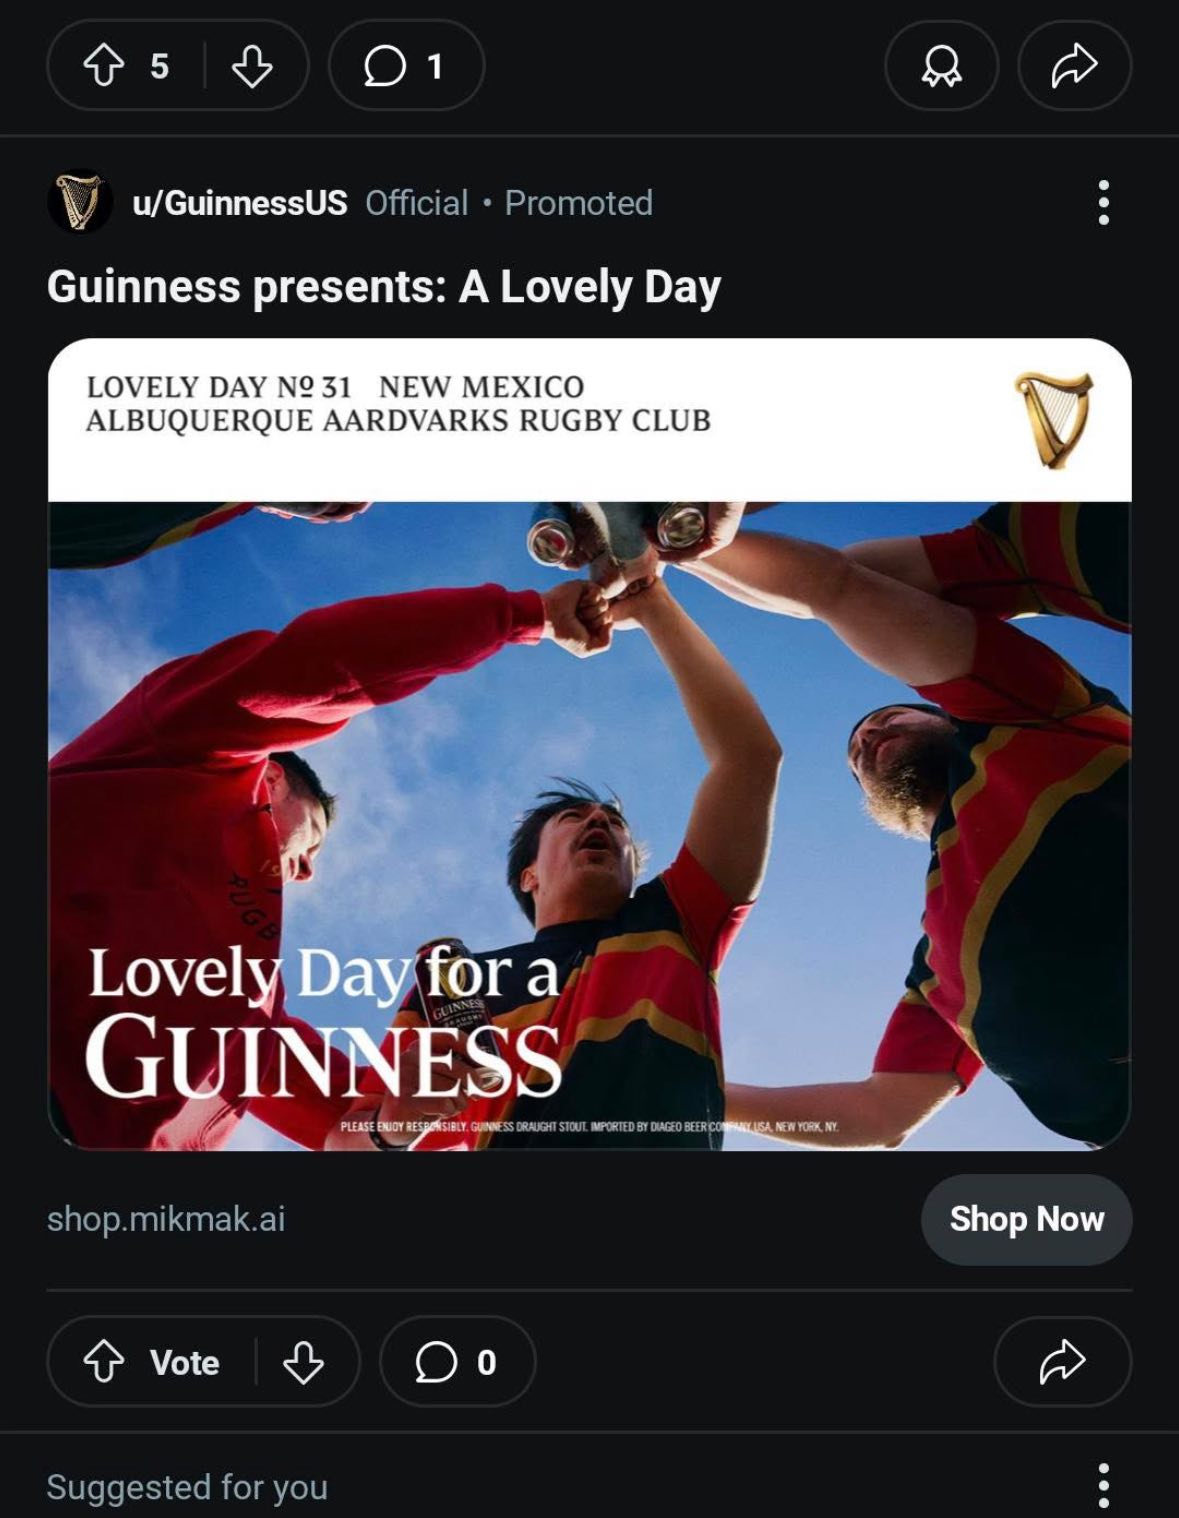 5
1
u/GuinnessUS Official • Promoted
Guinness presents: A Lovely Day
LOVELY DAY Nº 31 NEW MEXICO
ALBUQUERQUE AARDVARKS RUGBY CLUB
19
RUGB
Lovely Day for a
GUINNESS
GUINNESS
DRAUGHT
PLEASE ENJOY RESPONSIBLY. GUINNESS DRAUGHT STOUT. IMPORTED BY DIAGEO BEER COMPANY USA, NEW YORK, NY.
shop.mikmak.ai
Shop Now
Vote
0
Suggested for you